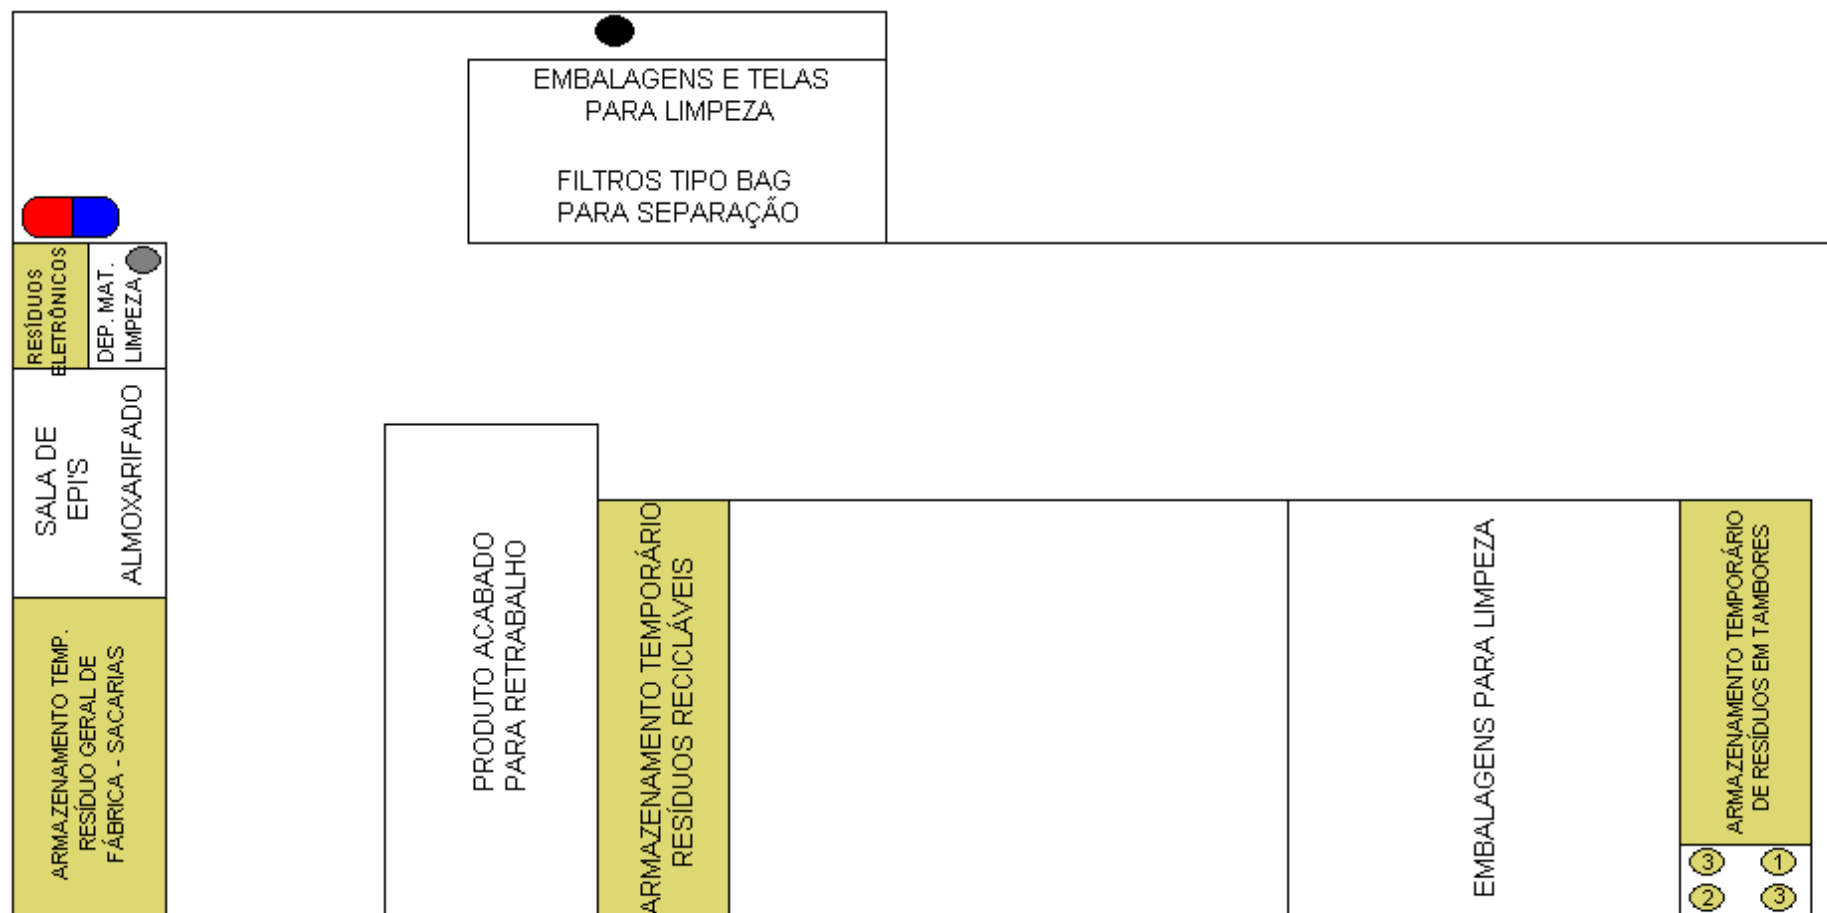 EMBALAGENS E TELAS
PARA LIMPEZA
FILTROS TIPO BAG
PARA SEPARAÇÃO
RESÍDUOS
ELETRÔNICOS
DEP. MAT.
LIMPEZA
SALA DE
EPI'S
ALMOXARIFADO
ARMAZENAMENTO TEMP.
RESÍDUO GERAL DE
FÁBRICA - SACARIAS
PRODUTO ACABADO
PARA RETRABALHO
ARMAZENAMENTO TEMPORÁRIO
RESÍDUOS RECICLÁVEIS
EMBALAGENS PARA LIMPEZA
ARMAZENAMENTO TEMPORÁRIO
DE RESÍDUOS EM TAMBORES
3 1
2 3